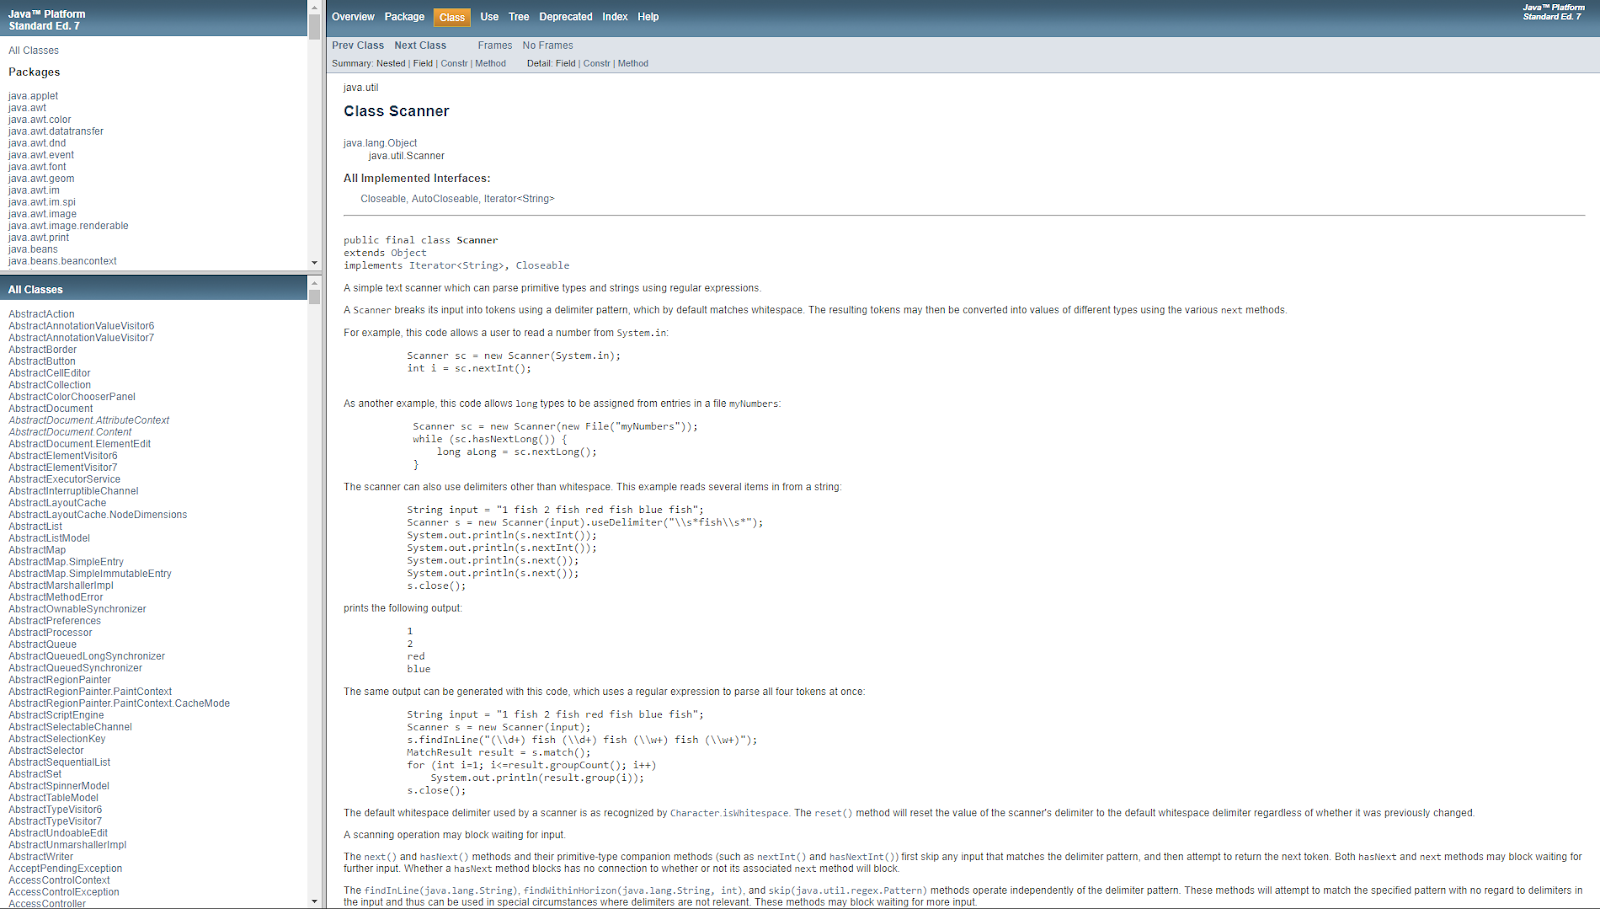 Java™ Platform
Standard Ed. 7
All Classes
Packages
java.applet
java.awt
java.awt.color
java.awt.datatransfer
java.awt.dnd
java.awt.event
java.awt.font
java.awt.geom
java.awt.im
java.awt.im.spi
java.awt.image
java.awt.image.renderable
java.awt.print
java.beans
java.beans.beancontext
All Classes
AbstractAction
AbstractAnnotationValueVisitor6
AbstractAnnotationValueVisitor7
AbstractBorder
AbstractButton
AbstractCellEditor
AbstractCollection
AbstractColorChooserPanel
AbstractDocument
AbstractDocument.AttributeContext
AbstractDocument.Content
AbstractDocument.ElementEdit
AbstractElementVisitor6
AbstractElementVisitor7
AbstractExecutorService
AbstractInterruptibleChannel
AbstractLayoutCache
AbstractLayoutCache.NodeDimensions
AbstractList
AbstractListModel
AbstractMap
AbstractMap.SimpleEntry
AbstractMap.SimpleImmutableEntry
AbstractMarshallerImpl
AbstractMethodError
AbstractOwnableSynchronizer
AbstractPreferences
AbstractProcessor
AbstractQueue
AbstractQueuedLongSynchronizer
AbstractQueuedSynchronizer
AbstractRegionPainter
AbstractRegionPainter.PaintContext
AbstractRegionPainter.PaintContext.CacheMode
AbstractScriptEngine
AbstractSelectableChannel
AbstractSelectionKey
AbstractSelector
AbstractSequentialList
AbstractSet
AbstractSpinnerModel
AbstractTableModel
AbstractTypeVisitor6
AbstractTypeVisitor7
AbstractUndoableEdit
AbstractUnmarshallerImpl
AbstractWriter
AcceptPendingException
AccessControlContext
AccessControlException
AccessController
Overview Package Class Use Tree Deprecated Index Help
Java™ Platform
Standard Ed. 7
Prev Class Next Class Frames No Frames
Summary: Nested | Field | Constr | Method Detail: Field | Constr | Method
java.util
Class Scanner
java.lang.Object
java.util.Scanner
All Implemented Interfaces:
Closeable, AutoCloseable, Iterator<String>
public final class Scanner
extends Object
implements Iterator<String>, Closeable
A simple text scanner which can parse primitive types and strings using regular expressions.
A Scanner breaks its input into tokens using a delimiter pattern, which by default matches whitespace. The resulting tokens may then be converted into values of different types using the various next methods.
For example, this code allows a user to read a number from System.in:
Scanner sc = new Scanner(System.in);
int i = sc.nextInt();
As another example, this code allows long types to be assigned from entries in a file myNumbers:
Scanner sc = new Scanner(new File("myNumbers"));
while (sc.hasNextLong()) {
long aLong = sc.nextLong();
}
The scanner can also use delimiters other than whitespace. This example reads several items in from a string:
String input = "1 fish 2 fish red fish blue fish";
Scanner s = new Scanner(input).useDelimiter("\\s*fish\\s*");
System.out.println(s.nextInt());
System.out.println(s.nextInt());
System.out.println(s.next());
System.out.println(s.next());
s.close();
prints the following output:
1
2
red
blue
The same output can be generated with this code, which uses a regular expression to parse all four tokens at once:
String input = "1 fish 2 fish red fish blue fish";
Scanner s = new Scanner(input);
s.findInLine("(\\d+) fish (\\d+) fish (\\w+) fish (\\w+)");
MatchResult result = s.match();
for (int i=1; i<=result.groupCount(); i++)
System.out.println(result.group(i));
s.close();
The default whitespace delimiter used by a scanner is as recognized by Character.isWhitespace. The reset() method will reset the value of the scanner's delimiter to the default whitespace delimiter regardless of whether it was previously changed.
A scanning operation may block waiting for input.
The next() and hasNext() methods and their primitive-type companion methods (such as nextInt() and hasNextInt()) first skip any input that matches the delimiter pattern, and then attempt to return the next token. Both hasNext and next methods may block waiting for
further input. Whether a hasNext method blocks has no connection to whether or not its associated next method will block.
The findInLine(java.lang.String), findWithinHorizon(java.lang.String, int), and skip(java.util.regex.Pattern) methods operate independently of the delimiter pattern. These methods will attempt to match the specified pattern with no regard to delimiters in
the input and thus can be used in special circumstances where delimiters are not relevant. These methods may block waiting for more input.